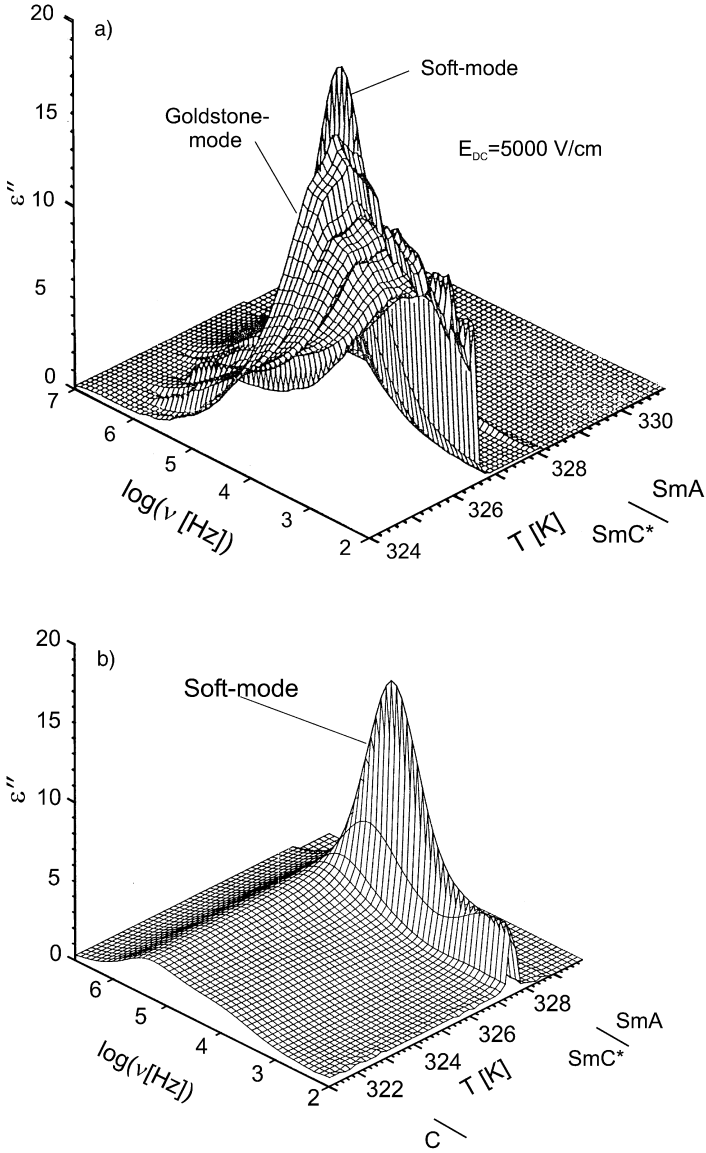 20
a)
Soft-mode
15
Goldstone-
mode
E_DC=5000 V/cm
ε″
10
5
0
7
6
5
4
3
2
log(ν [Hz])
324
326
328
330
T [K]
SmA
SmC*
20
b)
Soft-mode
15
ε″
10
5
0
6
5
4
3
2
log(ν[Hz])
322
324
326
328
T [K]
SmA
SmC*
C